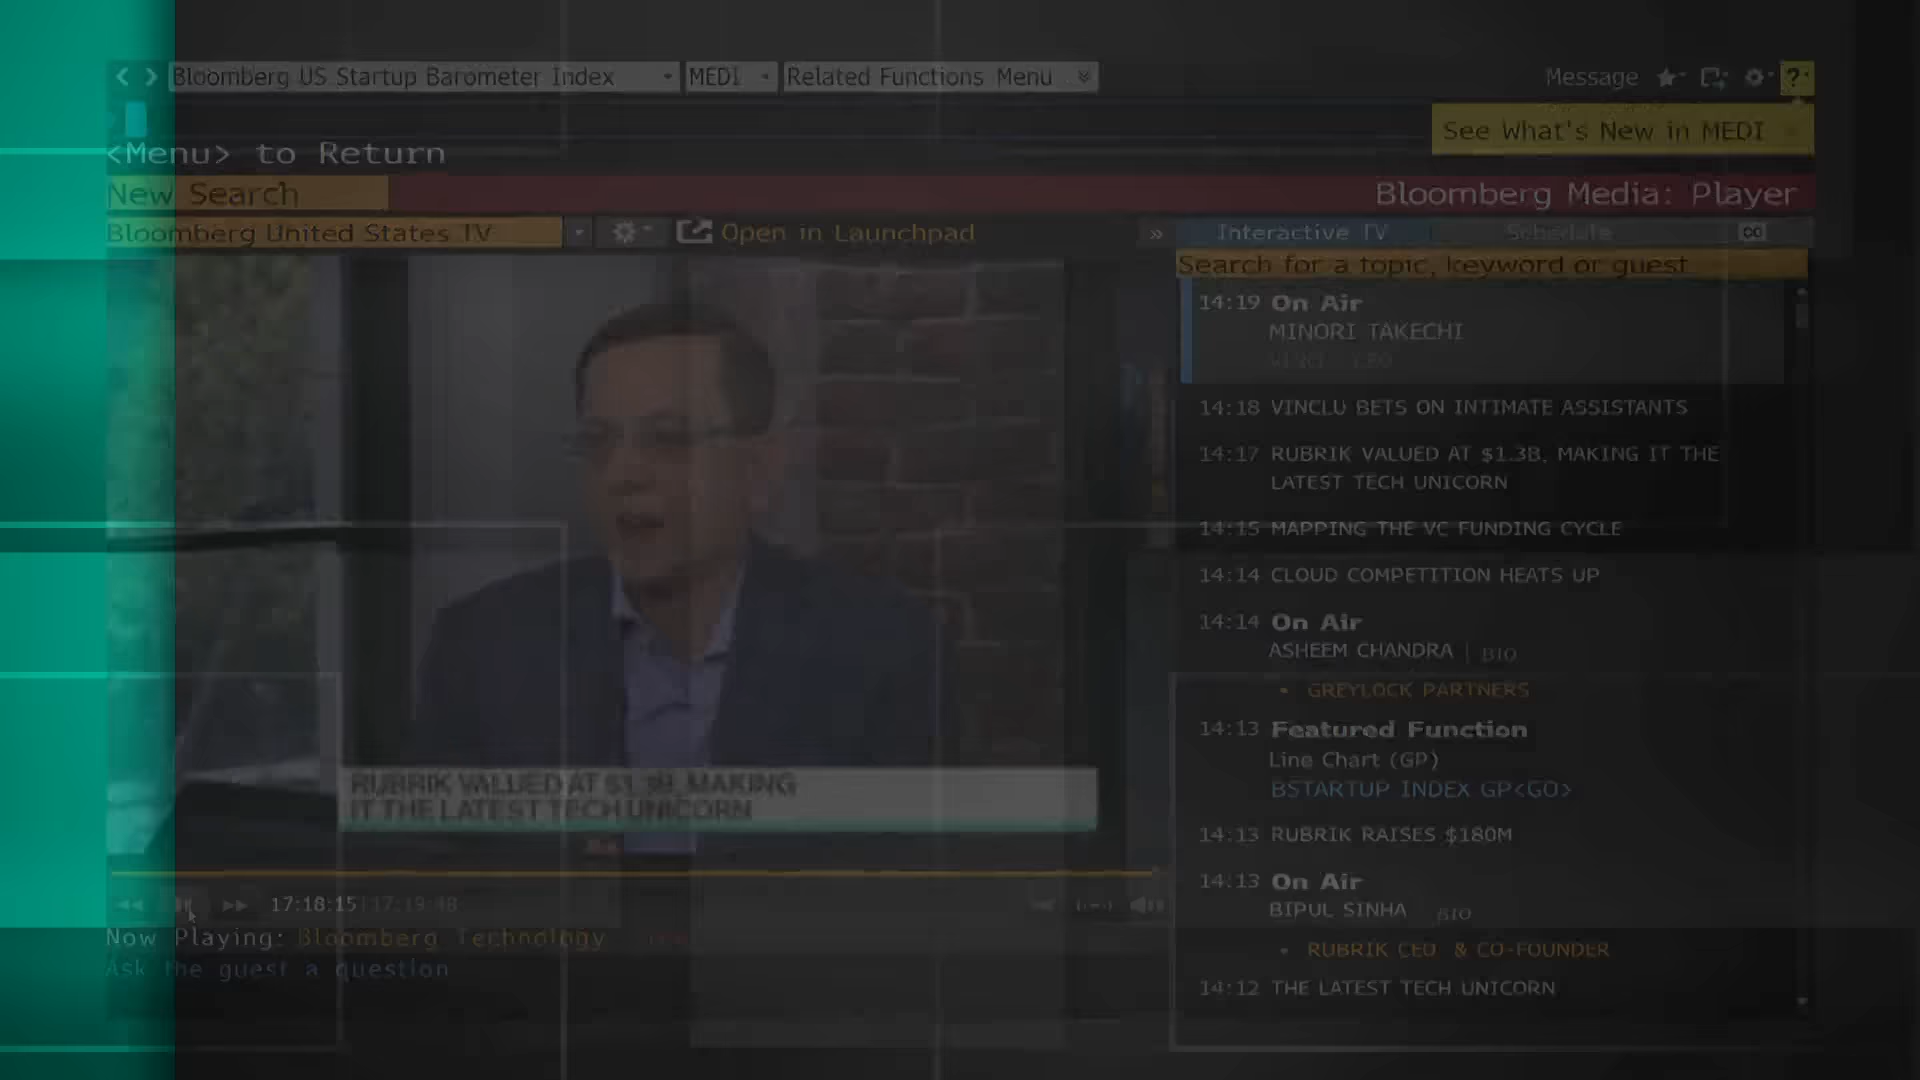 Bloomberg US Startup Barometer Index MEDI Related Functions Menu Message ?
See What's New in MEDI
<Menu> to Return
New Search Bloomberg Media: Player
Bloomberg United States TV Open in Launchpad Interactive TV Schedule CC
Search for a topic, keyword or guest
14:19 On Air
MINORI TAKECHI
CEO
14:18 VINCLU BETS ON INTIMATE ASSISTANTS
14:17 RUBRIK VALUED AT $1.3B, MAKING IT THE
LATEST TECH UNICORN
14:15 MAPPING THE VC FUNDING CYCLE
14:14 CLOUD COMPETITION HEATS UP
14:14 On Air
ASHEEM CHANDRA | BIO
• GREYLOCK PARTNERS
14:13 Featured Function
Line Chart (GP)
BSTARTUP INDEX GP<GO>
14:13 RUBRIK RAISES $180M
14:13 On Air
BIPUL SINHA BIO
• RUBRIK CEO & CO-FOUNDER
14:12 THE LATEST TECH UNICORN
RUBRIK VALUED AT $1.3B, MAKING
IT THE LATEST TECH UNICORN
17:18:15 17:19:48
Now Playing: Bloomberg Technology
Ask the guest a question